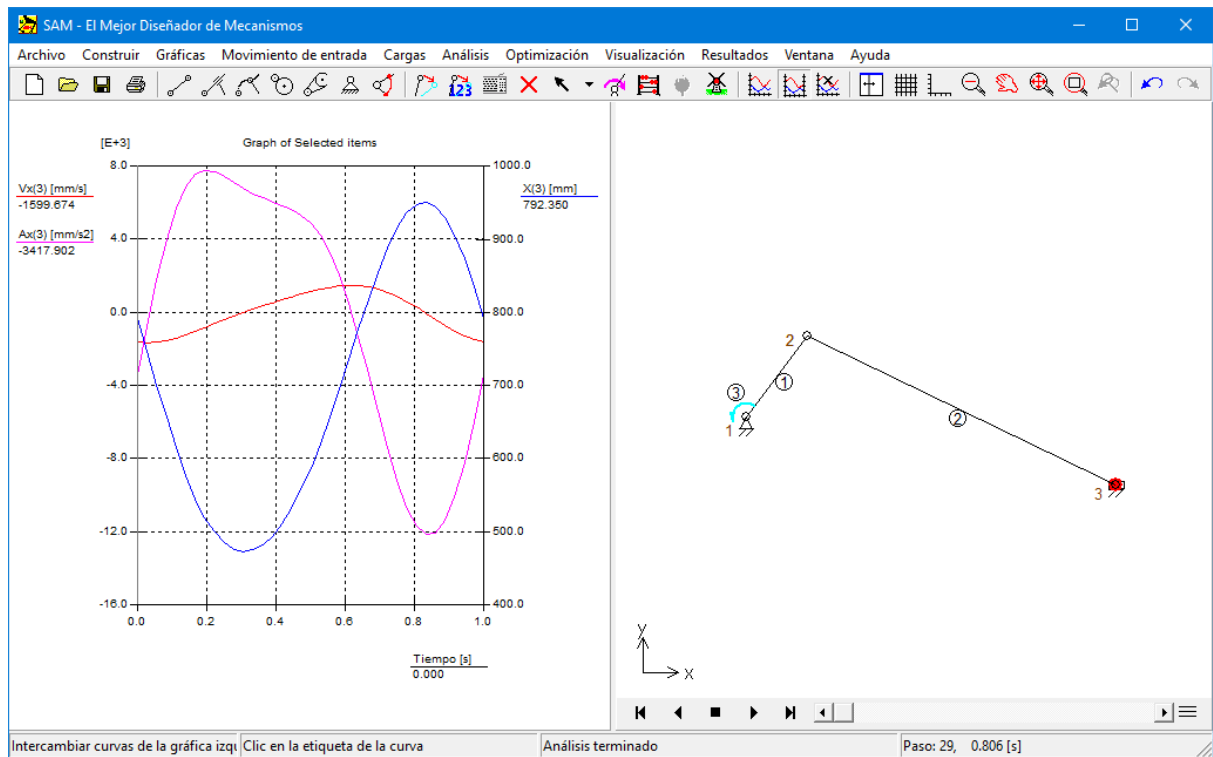 SAM - El Mejor Diseñador de Mecanismos
Archivo Construir Gráficas Movimiento de entrada Cargas Análisis Optimización Visualización Resultados Ventana Ayuda
123
[E+3] Graph of Selected items
8.0 1000.0
Vx(3) [mm/s] X(3) [mm]
-1599.674 792.350
Ax(3) [mm/s2] 4.0 900.0
-3417.902
0.0 800.0
-4.0 700.0
-8.0 600.0
-12.0 500.0
-16.0 400.0
0.0 0.2 0.4 0.6 0.8 1.0
Tiempo [s]
0.000
2
1
3
2
1
3
y
x
Intercambiar curvas de la gráfica izqu Clic en la etiqueta de la curva Análisis terminado Paso: 29, 0.806 [s]